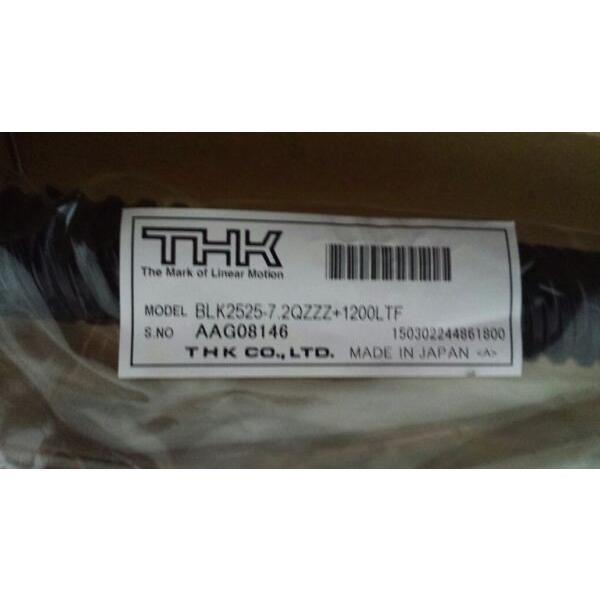 THK
The Mark of Linear Motion
MODEL BLK2525-7.2QZZZ+1200LTF
S.NO AAG08146 150302244861800
THK CO., LTD. MADE IN JAPAN <A>